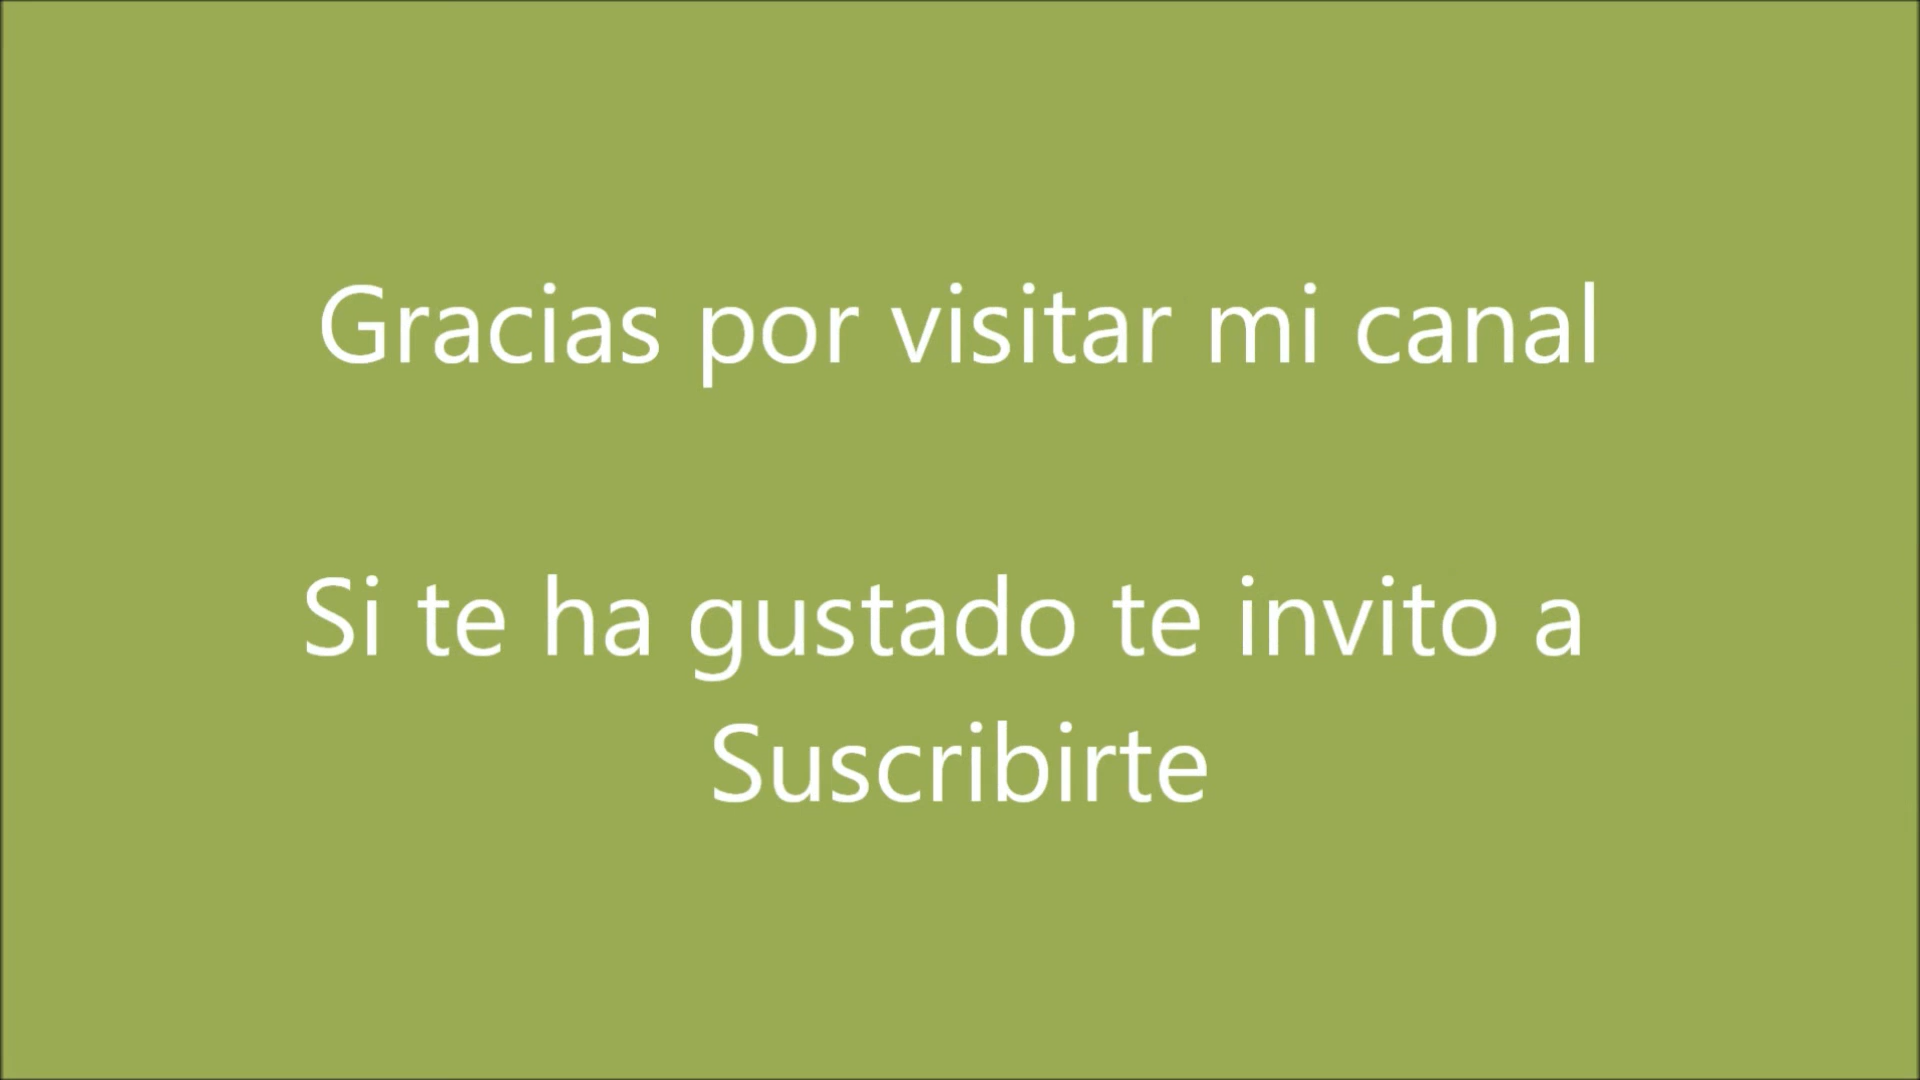 Gracias por visitar mi canal
Si te ha gustado te invito a
Suscribirte